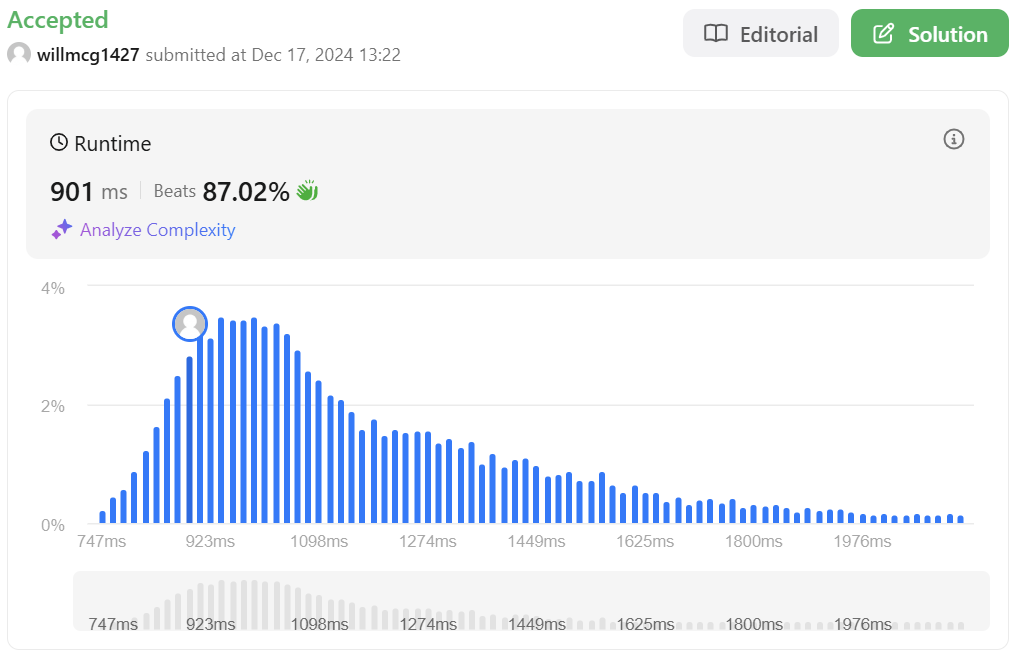 Accepted
willmcg1427 submitted at Dec 17, 2024 13:22
Editorial
Solution
Runtime
901 ms Beats 87.02%
Analyze Complexity
4%
2%
0%
747ms 923ms 1098ms 1274ms 1449ms 1625ms 1800ms 1976ms
747ms 923ms 1098ms 1274ms 1449ms 1625ms 1800ms 1976ms